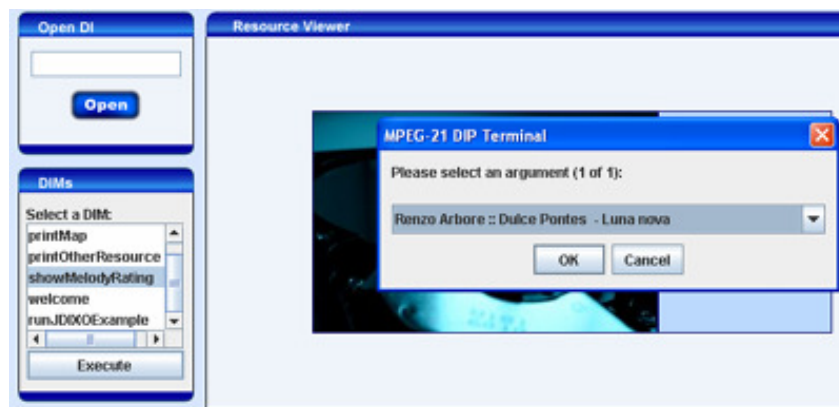 Open DI
Open
DIMs
Select a DIM:
printMap
printOtherResource
showMelodyRating
welcome
runJDIXOExample
Execute
Resource Viewer
MPEG-21 DIP Terminal
Please select an argument (1 of 1):
Renzo Arbore :: Dulce Pontes - Luna nova
OK
Cancel